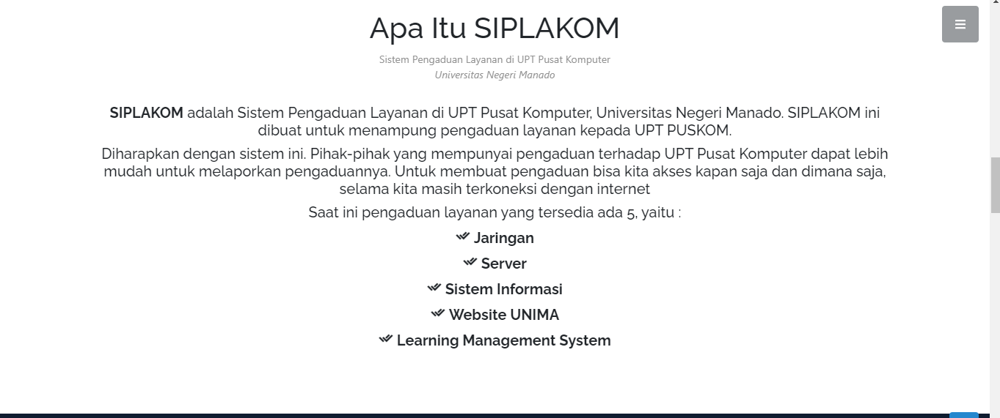 Apa Itu SIPLAKOM
Sistem Pengaduan Layanan di UPT Pusat Komputer
Universitas Negeri Manado
SIPLAKOM adalah Sistem Pengaduan Layanan di UPT Pusat Komputer, Universitas Negeri Manado. SIPLAKOM ini
dibuat untuk menampung pengaduan layanan kepada UPT PUSKOM.
Diharapkan dengan sistem ini. Pihak-pihak yang mempunyai pengaduan terhadap UPT Pusat Komputer dapat lebih
mudah untuk melaporkan pengaduannya. Untuk membuat pengaduan bisa kita akses kapan saja dan dimana saja,
selama kita masih terkoneksi dengan internet
Saat ini pengaduan layanan yang tersedia ada 5, yaitu :
Jaringan
Server
Sistem Informasi
Website UNIMA
Learning Management System